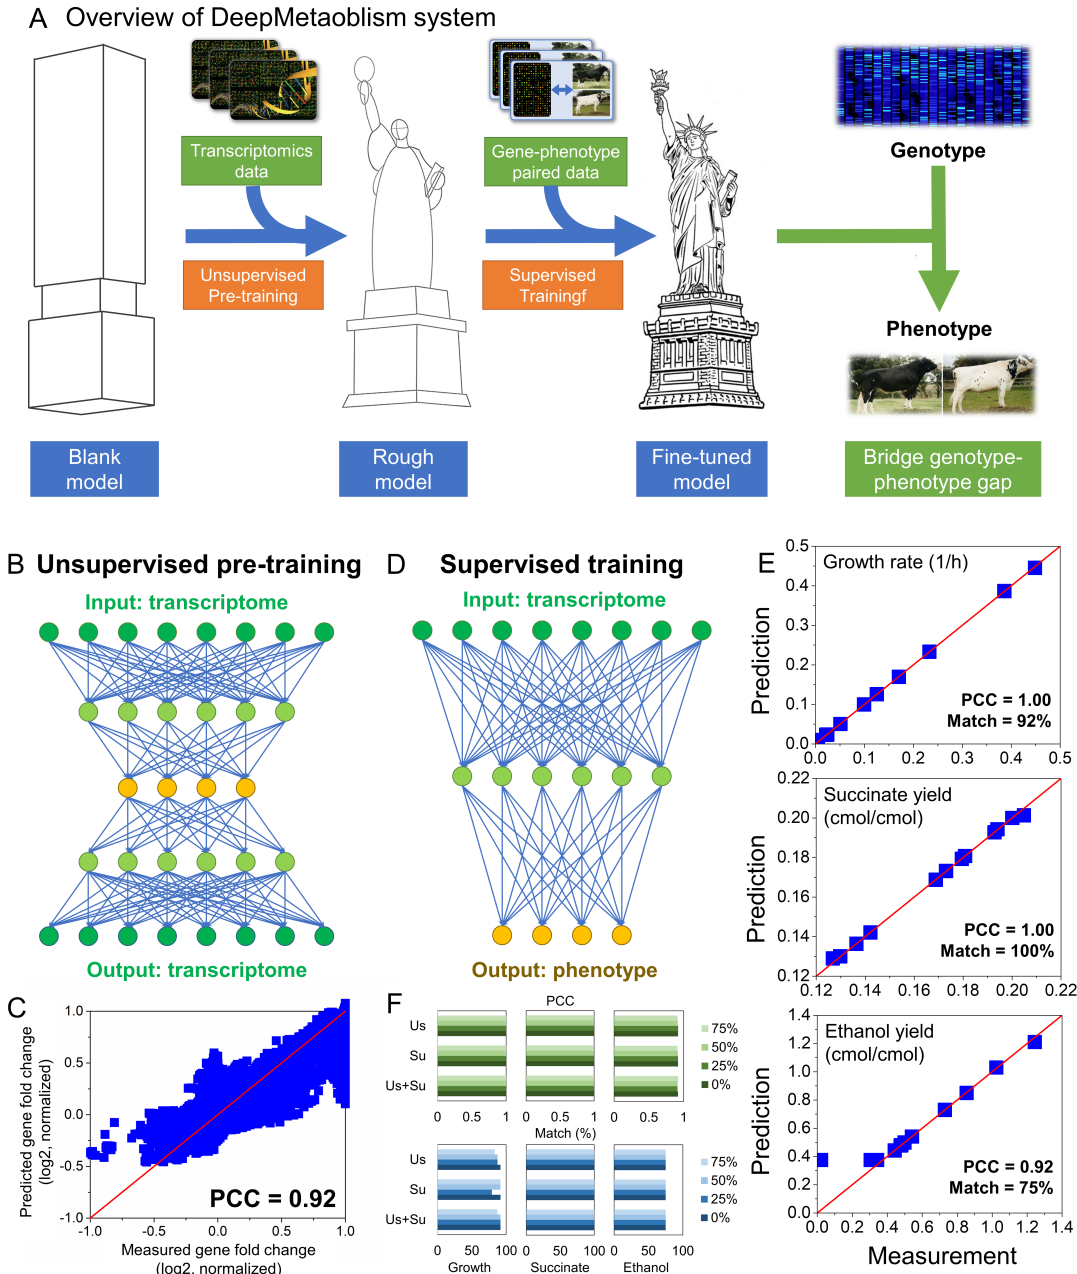 A Overview of DeepMetaoblism system
Transcriptomics
data
Unsupervised
Pre-training
Gene-phenotype
paired data
Supervised
Trainingf
Genotype
Phenotype
Blank
model
Rough
model
Fine-tuned
model
Bridge genotype-
phenotype gap
B Unsupervised pre-training
Input: transcriptome
Output: transcriptome
D Supervised training
Input: transcriptome
Output: phenotype
C
Predicted gene fold change
(log2, normalized)
1.0
0.5
0.0
-0.5
-1.0
PCC = 0.92
-1.0 -0.5 0.0 0.5 1.0
Measured gene fold change
(log2, normalized)
E
Prediction
0.5
0.4
0.3
0.2
0.1
0.0
Growth rate (1/h)
PCC = 1.00
Match = 92%
0.0 0.1 0.2 0.3 0.4 0.5
Prediction
0.22
0.20
0.18
0.16
0.14
0.12
Succinate yield
(cmol/cmol)
PCC = 1.00
Match = 100%
0.12 0.14 0.16 0.18 0.20 0.22
Prediction
1.4
1.2
1.0
0.8
0.6
0.4
0.2
0.0
Ethanol yield
(cmol/cmol)
PCC = 0.92
Match = 75%
0.0 0.2 0.4 0.6 0.8 1.0 1.2 1.4
Measurement
F
PCC
Us
Su
Us+Su
75%
50%
25%
0%
0 1 0 1 0 1
Match (%)
Us
Su
Us+Su
75%
50%
25%
0%
0 100 0 100 0 100
Growth Succinate Ethanol